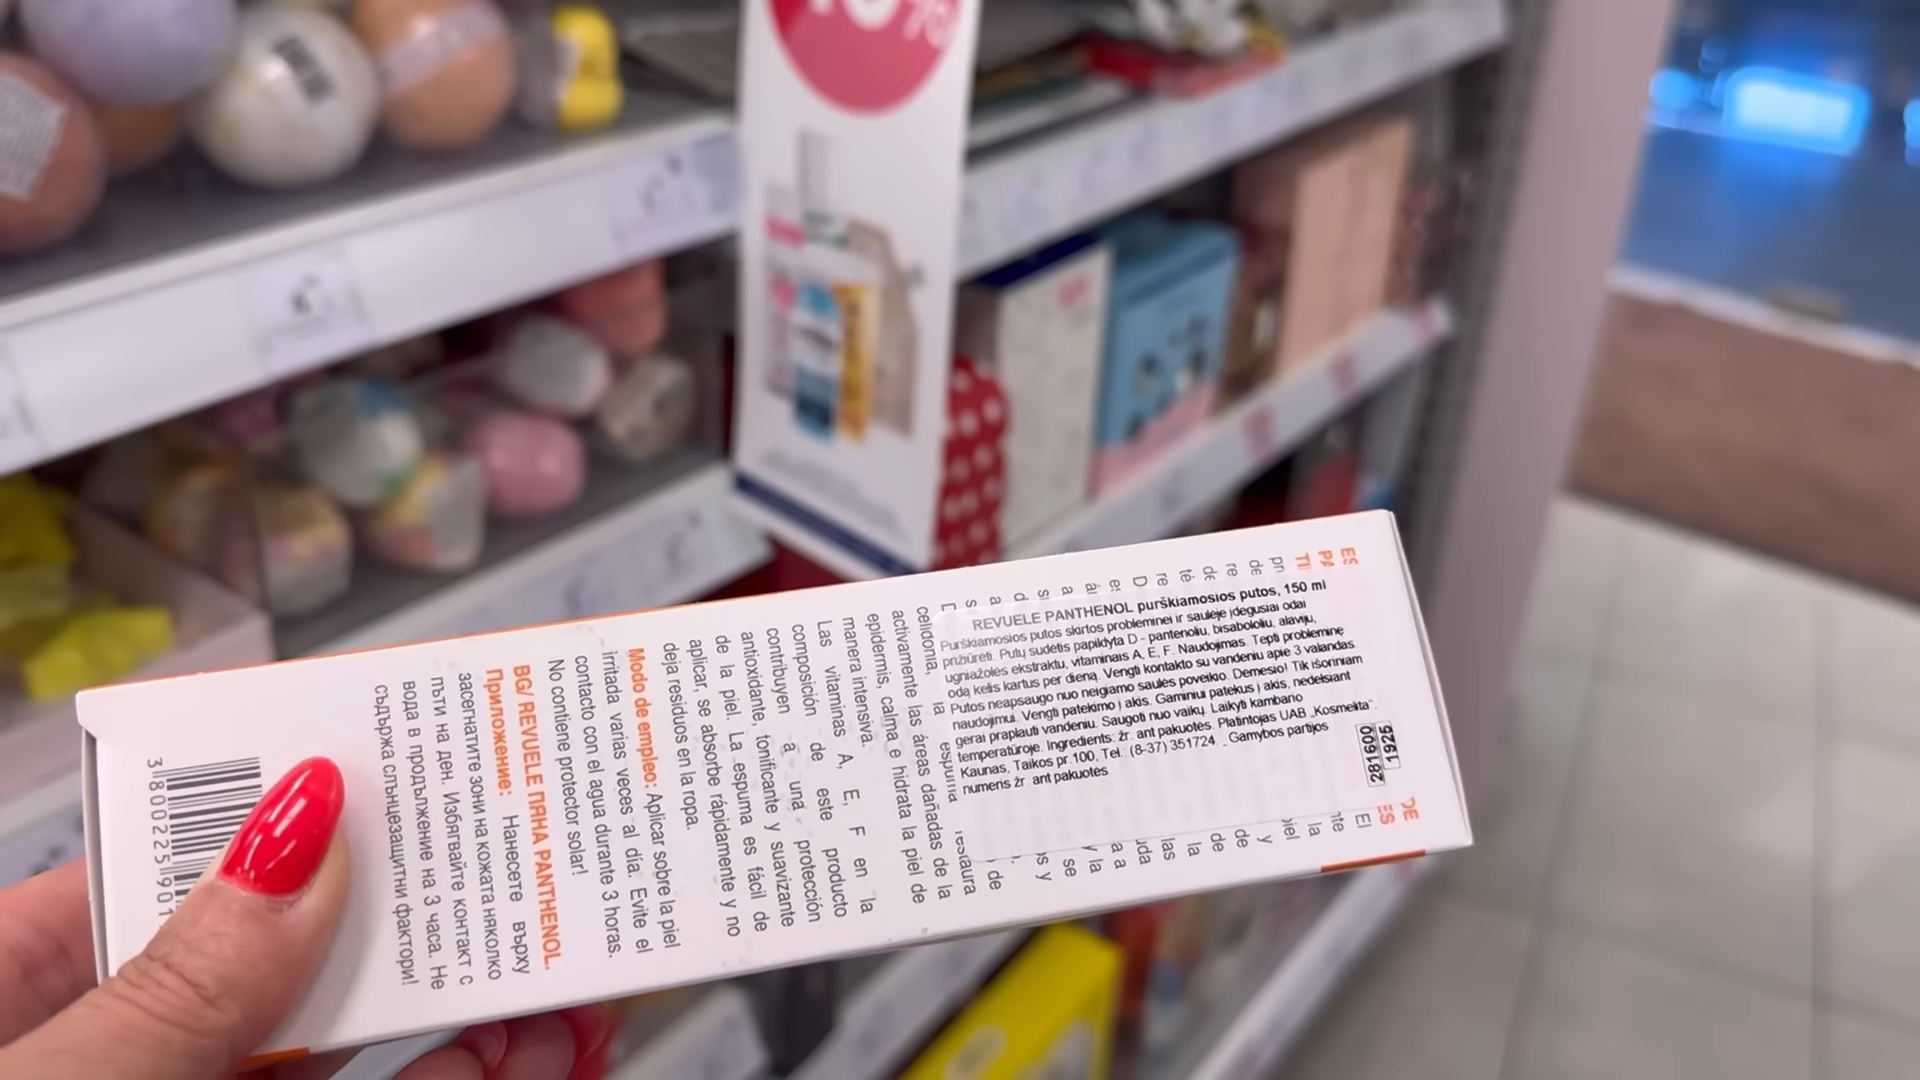 REVUELE PANTHENOL purškiamosios putos, 150 ml
Purškiamosios putos skirtos probleminei ir saulėje įdegusiai odai
prižiūrėti. Putų sudėtis papildyta D - pantenoliu, bisabololiu, alaviju,
ugniažolės ekstraktu, vitaminais A, E, F. Naudojimas. Tepti probleminę
odą kelis kartus per dieną. Vengti kontakto su vandeniu apie 3 valandas
Putos neapsaugo nuo neigiamo saulės poveikio. Dėmesio! Tik išoriniam
naudojimui. Vengti patekimo į akis. Gaminiui patekus į akis, nedelsiant
gerai praplauti vandeniu. Saugoti nuo vaikų. Laikyti kambario
temperatūroje. Ingredients: žr. ant pakuotės. Platintojas UAB „Kosmelita“.
Kaunas, Taikos pr.100, Tel.: (8-37) 351724. Gamybos partijos
numeris žr ant pakuotės
281600
1925
celidonia, la espuma restaura
activamente las áreas dañadas de la
epidermis, calma e hidrata la piel de
manera intensiva.
Las vitaminas A, E, F en la
composición de este producto
contribuyen a una protección
antioxidante, tonificante y suavizante
de la piel. La espuma es fácil de
aplicar, se absorbe rápidamente y no
deja residuos en la ropa.
Modo de empleo: Aplicar sobre la piel
irritada varias veces al día. Evite el
contacto con el agua durante 3 horas.
No contiene protector solar!
BG/ REVUELE ПЯНА PANTHENOL.
Приложение: Нанесете върху
засегнатите зони на кожата няколко
пъти на ден. Избягвайте контакт с
вода в продължение на 3 часа. Не
съдържа слънцезащитни фактори!
3 800225 901